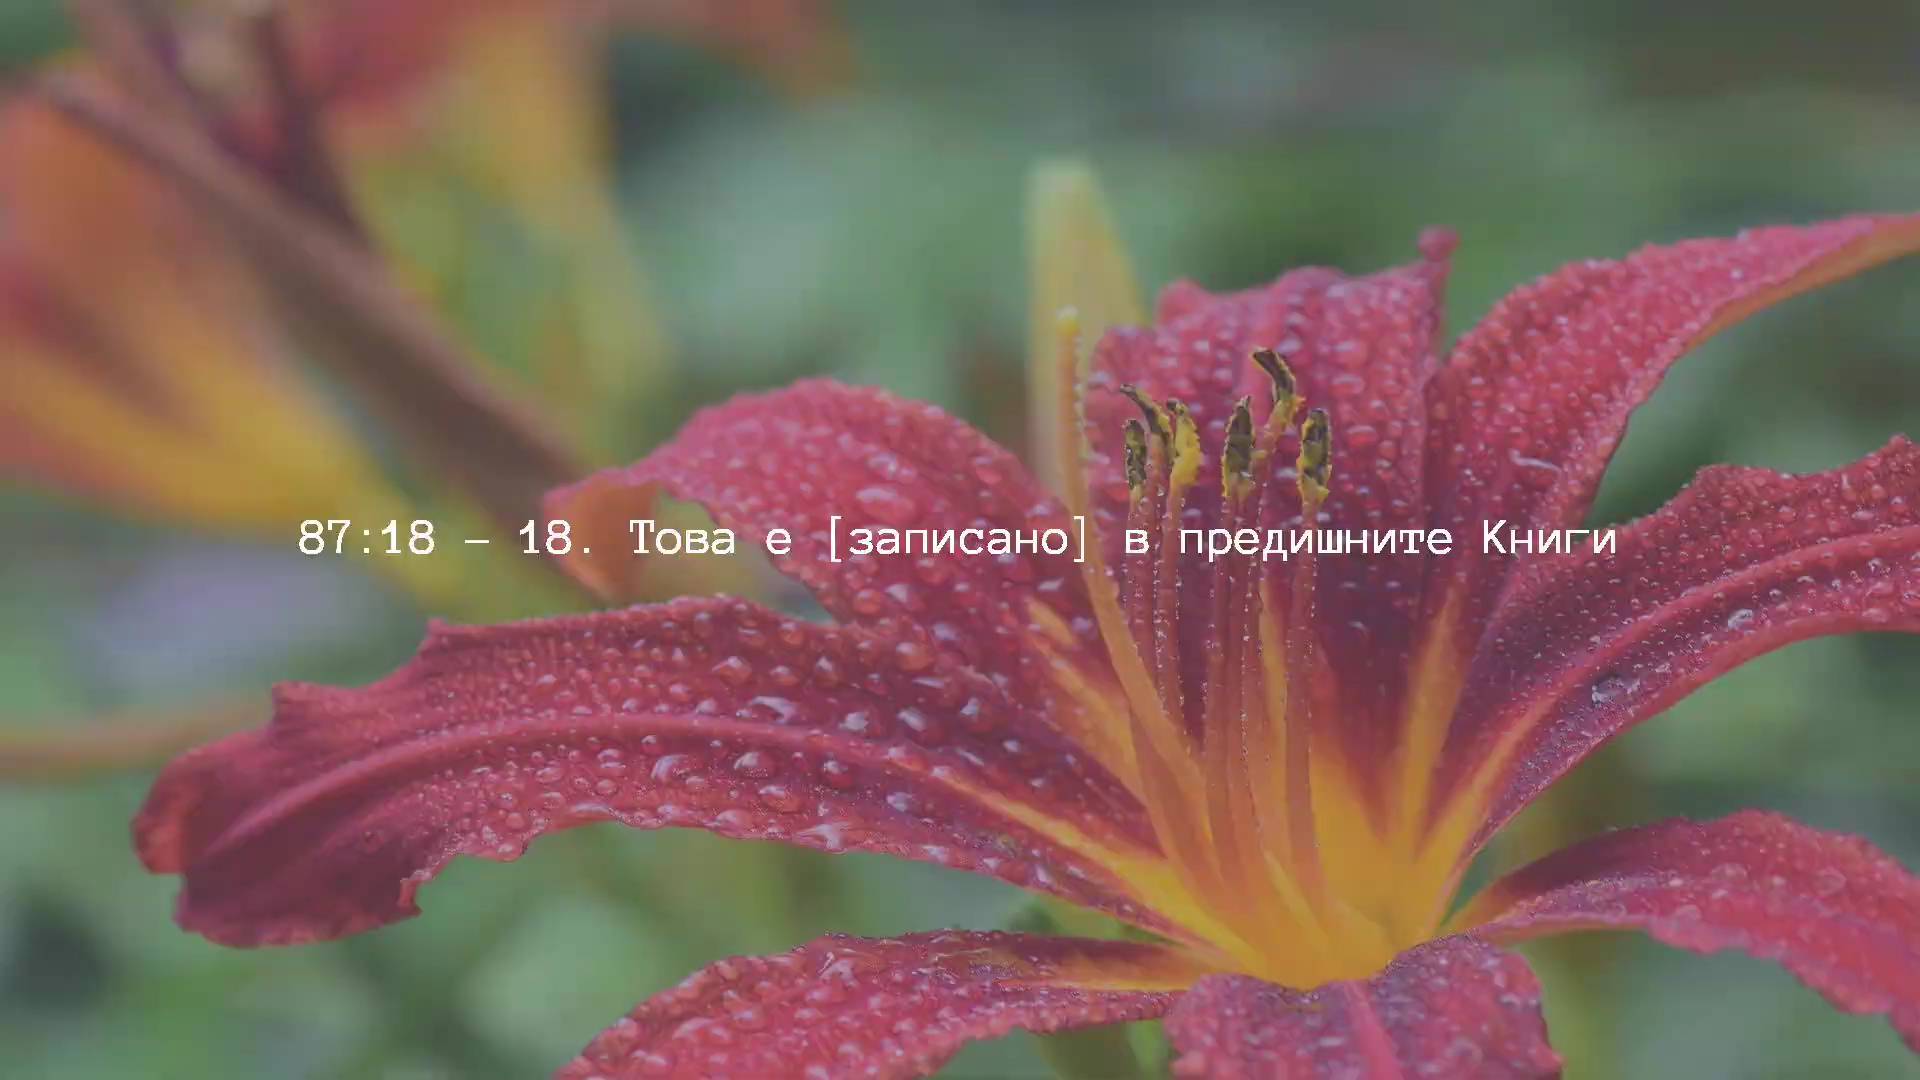 87:18 – 18. Това е [записано] в предишните Книги